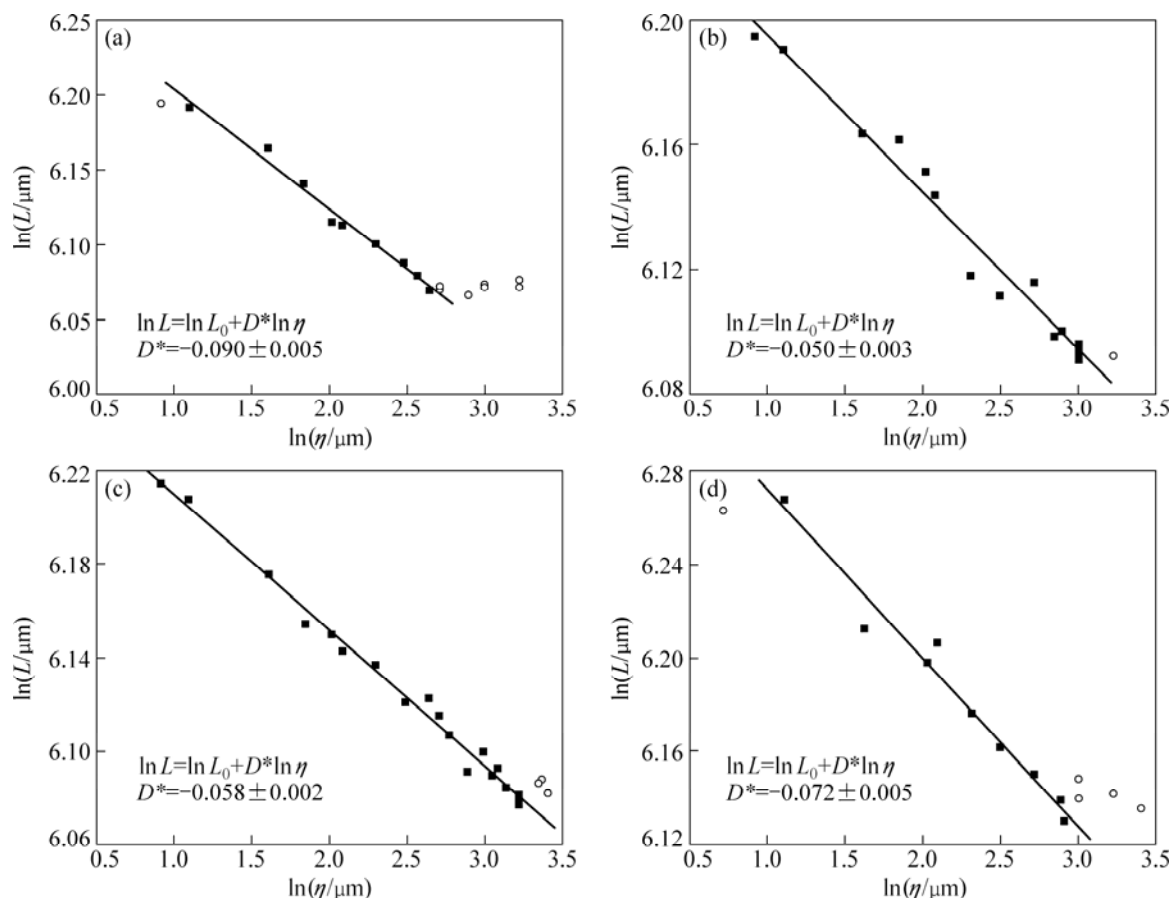 (a)
6.25
6.20
6.15
6.10
6.05
6.00
ln(L/μm)
ln L=ln L₀+D*ln η
D*=−0.090±0.005
0.5 1.0 1.5 2.0 2.5 3.0 3.5
ln(η/μm)
(b)
6.20
6.16
6.12
6.08
ln(L/μm)
ln L=ln L₀+D*ln η
D*=−0.050±0.003
0.5 1.0 1.5 2.0 2.5 3.0 3.5
ln(η/μm)
(c)
6.22
6.18
6.14
6.10
6.06
ln(L/μm)
ln L=ln L₀+D*ln η
D*=−0.058±0.002
0.5 1.0 1.5 2.0 2.5 3.0 3.5
ln(η/μm)
(d)
6.28
6.24
6.20
6.16
6.12
ln(L/μm)
ln L=ln L₀+D*ln η
D*=−0.072±0.005
0.5 1.0 1.5 2.0 2.5 3.0 3.5
ln(η/μm)